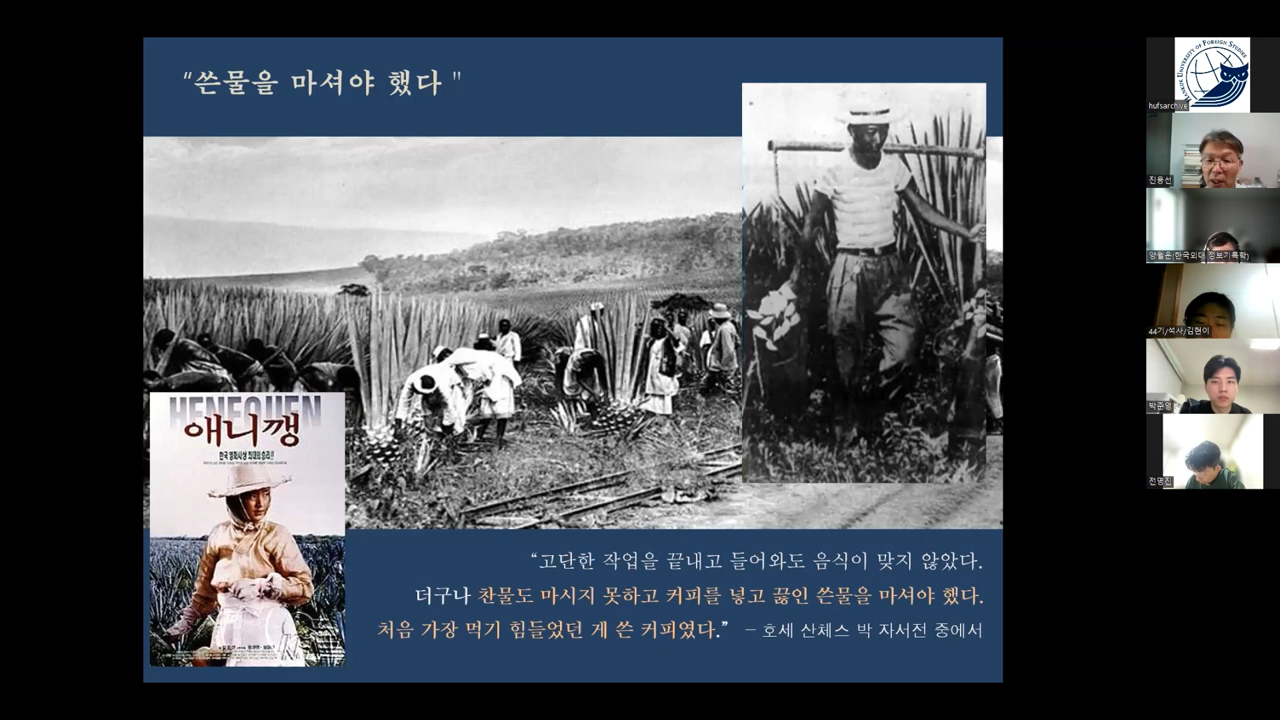 “쓴물을 마셔야 했다 "
HENEQUEN
애니깽
“고단한 작업을 끝내고 들어와도 음식이 맞지 않았다.
더구나 찬물도 마시지 못하고 커피를 넣고 끓인 쓴물을 마셔야 했다.
처음 가장 먹기 힘들었던 게 쓴 커피였다.” – 호세 산체스 박 자서전 중에서
UNIVERSITY OF FOREIGN STUDIES
hufsarchive
진용선
양월운(한국외대 정보기록학)
44기/석사/김현이
박준영
전명진